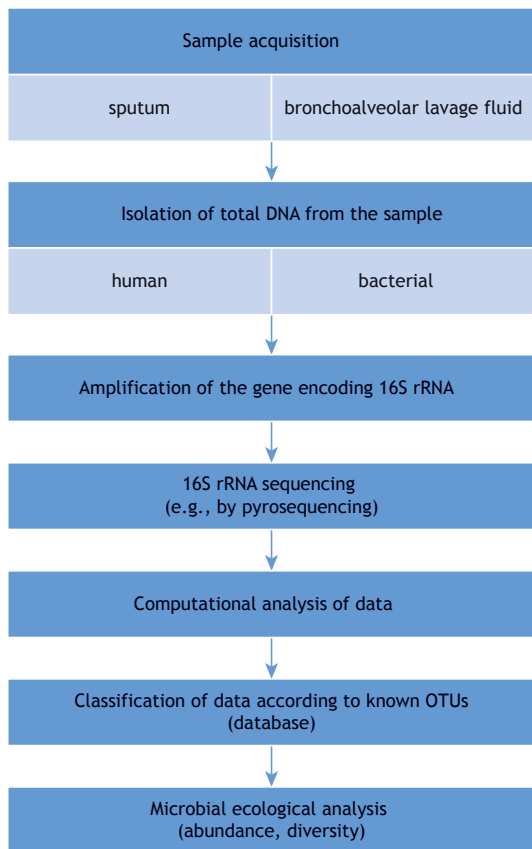 Sample acquisition
sputum
bronchoalveolar lavage fluid
Isolation of total DNA from the sample
human
bacterial
Amplification of the gene encoding 16S rRNA
16S rRNA sequencing
(e.g., by pyrosequencing)
Computational analysis of data
Classification of data according to known OTUs
(database)
Microbial ecological analysis
(abundance, diversity)